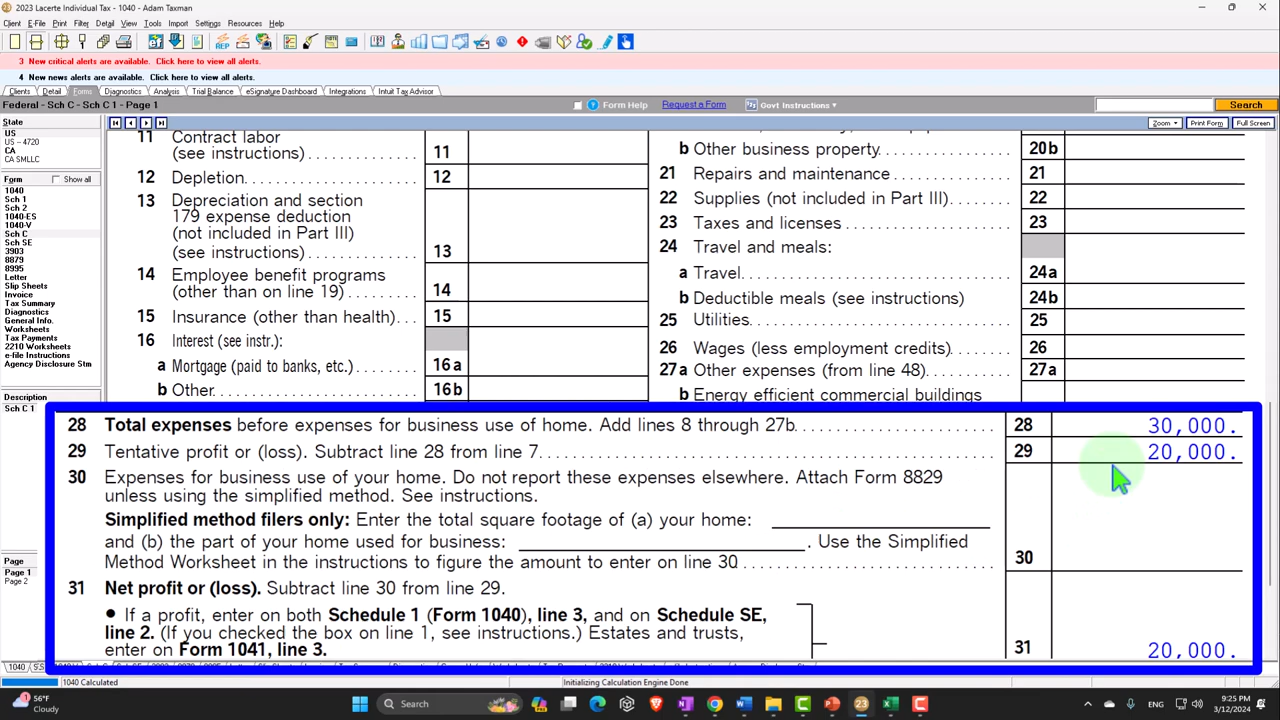 2023 Lacerte Individual Tax - 1040 - Adam Taxman
Client E-File Print Filter Detail View Tools Import Settings Resources Help
3 New critical alerts are available. Click here to view all alerts.
4 New news alerts are available. Click here to view all alerts.
Clients Detail Forms Diagnostics Analysis Trial Balance eSignature Dashboard Integrations Intuit Tax Advisor
Federal - Sch C - Sch C 1 - Page 1
Form Help Request a Form Govt Instructions Search
Zoom Print Form Full Screen
State
US
US - 4720
CA
CA SMLLC
Form Show all
1040
Sch 1
Sch 2
1040-ES
1040-V
Sch C
Sch SE
3903
8879
8995
Letter
Slip Sheets
Invoice
Tax Summary
Diagnostics
General Info.
Worksheets
Tax Payments
2210 Worksheets
e-file Instructions
Agency Disclosure Stm
Description
Sch C 1
Page
Page 1
Page 2
11 Contract labor
(see instructions) 11
12 Depletion 12
13 Depreciation and section
179 expense deduction
(not included in Part III)
(see instructions) 13
14 Employee benefit programs
(other than on line 19) 14
15 Insurance (other than health) 15
16 Interest (see instr.):
a Mortgage (paid to banks, etc.) 16a
b Other 16b
b Other business property 20b
21 Repairs and maintenance 21
22 Supplies (not included in Part III) 22
23 Taxes and licenses 23
24 Travel and meals:
a Travel 24a
b Deductible meals (see instructions) 24b
25 Utilities 25
26 Wages (less employment credits) 26
27a Other expenses (from line 48) 27a
b Energy efficient commercial buildings
28 Total expenses before expenses for business use of home. Add lines 8 through 27b 28 30,000.
29 Tentative profit or (loss). Subtract line 28 from line 7 29 20,000.
30 Expenses for business use of your home. Do not report these expenses elsewhere. Attach Form 8829
unless using the simplified method. See instructions.
Simplified method filers only: Enter the total square footage of (a) your home:
and (b) the part of your home used for business: . Use the Simplified
Method Worksheet in the instructions to figure the amount to enter on line 30 30
31 Net profit or (loss). Subtract line 30 from line 29.
• If a profit, enter on both Schedule 1 (Form 1040), line 3, and on Schedule SE,
line 2. (If you checked the box on line 1, see instructions.) Estates and trusts,
enter on Form 1041, line 3. 31 20,000.
1040 Calculated Initializing Calculation Engine Done
56°F
Cloudy
Search
ENG
9:25 PM
3/12/2024